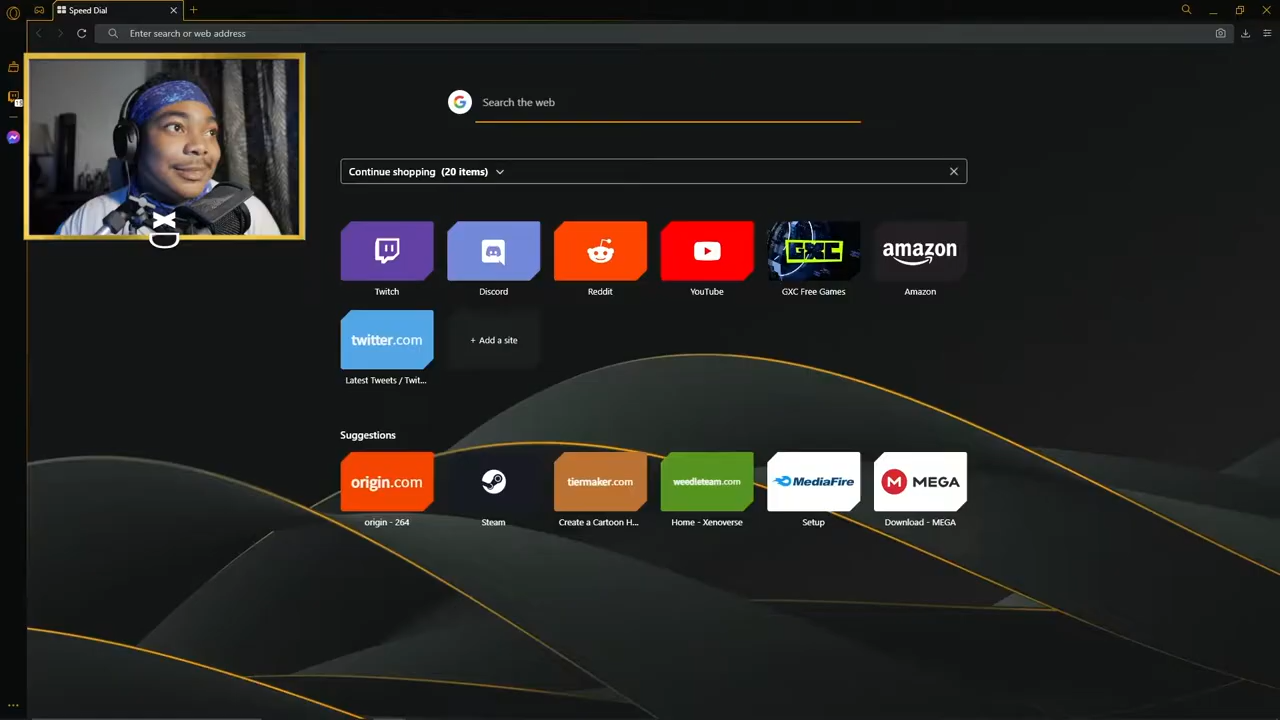 Speed Dial
Enter search or web address
Search the web
Continue shopping (20 items)
GXC
amazon
Twitch
Discord
Reddit
YouTube
GXC Free Games
Amazon
twitter.com
+ Add a site
Latest Tweets / Twit...
Suggestions
origin.com
tiermaker.com
weedleteam.com
MediaFire
MEGA
origin - 264
Steam
Create a Cartoon H...
Home - Xenoverse
Setup
Download - MEGA